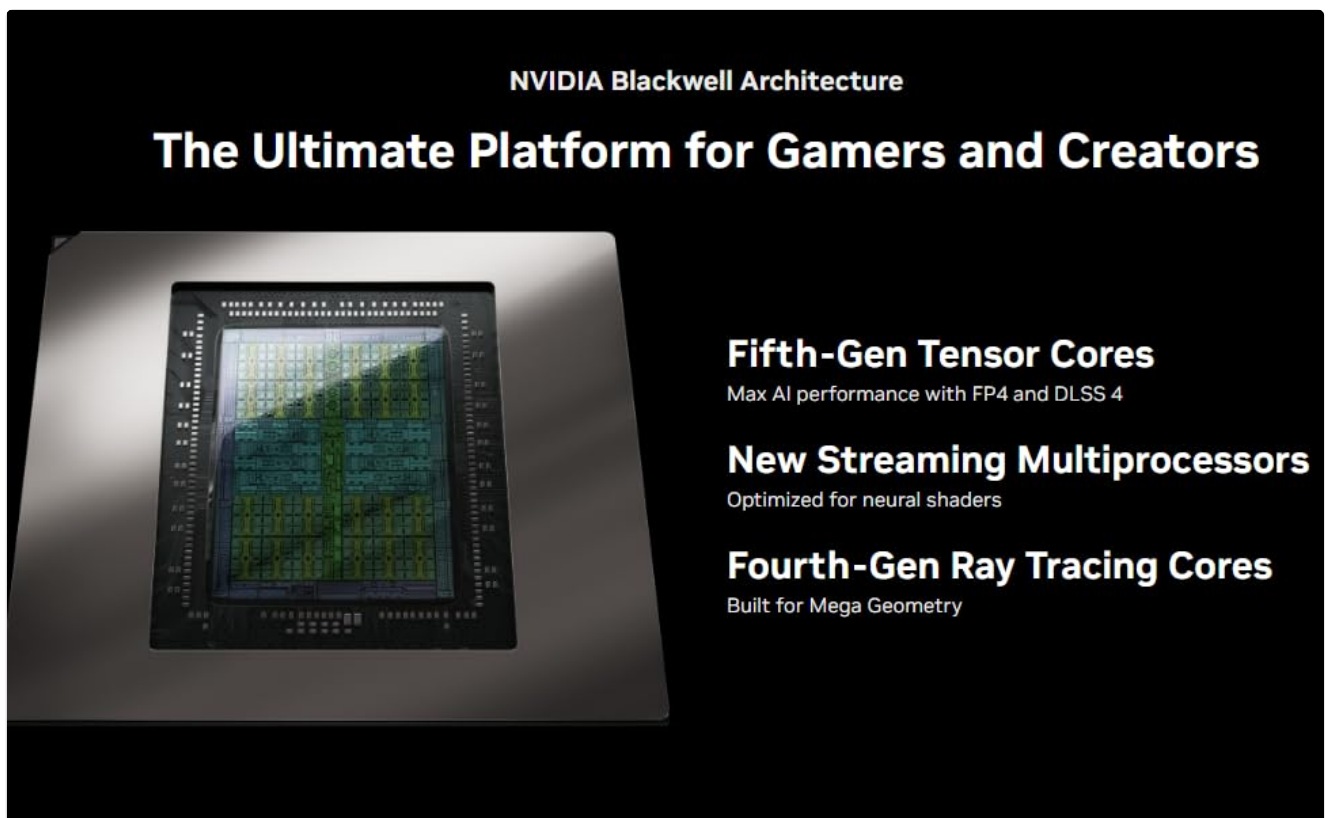 NVIDIA Blackwell Architecture
The Ultimate Platform for Gamers and Creators
Fifth-Gen Tensor Cores
Max AI performance with FP4 and DLSS 4
New Streaming Multiprocessors
Optimized for neural shaders
Fourth-Gen Ray Tracing Cores
Built for Mega Geometry